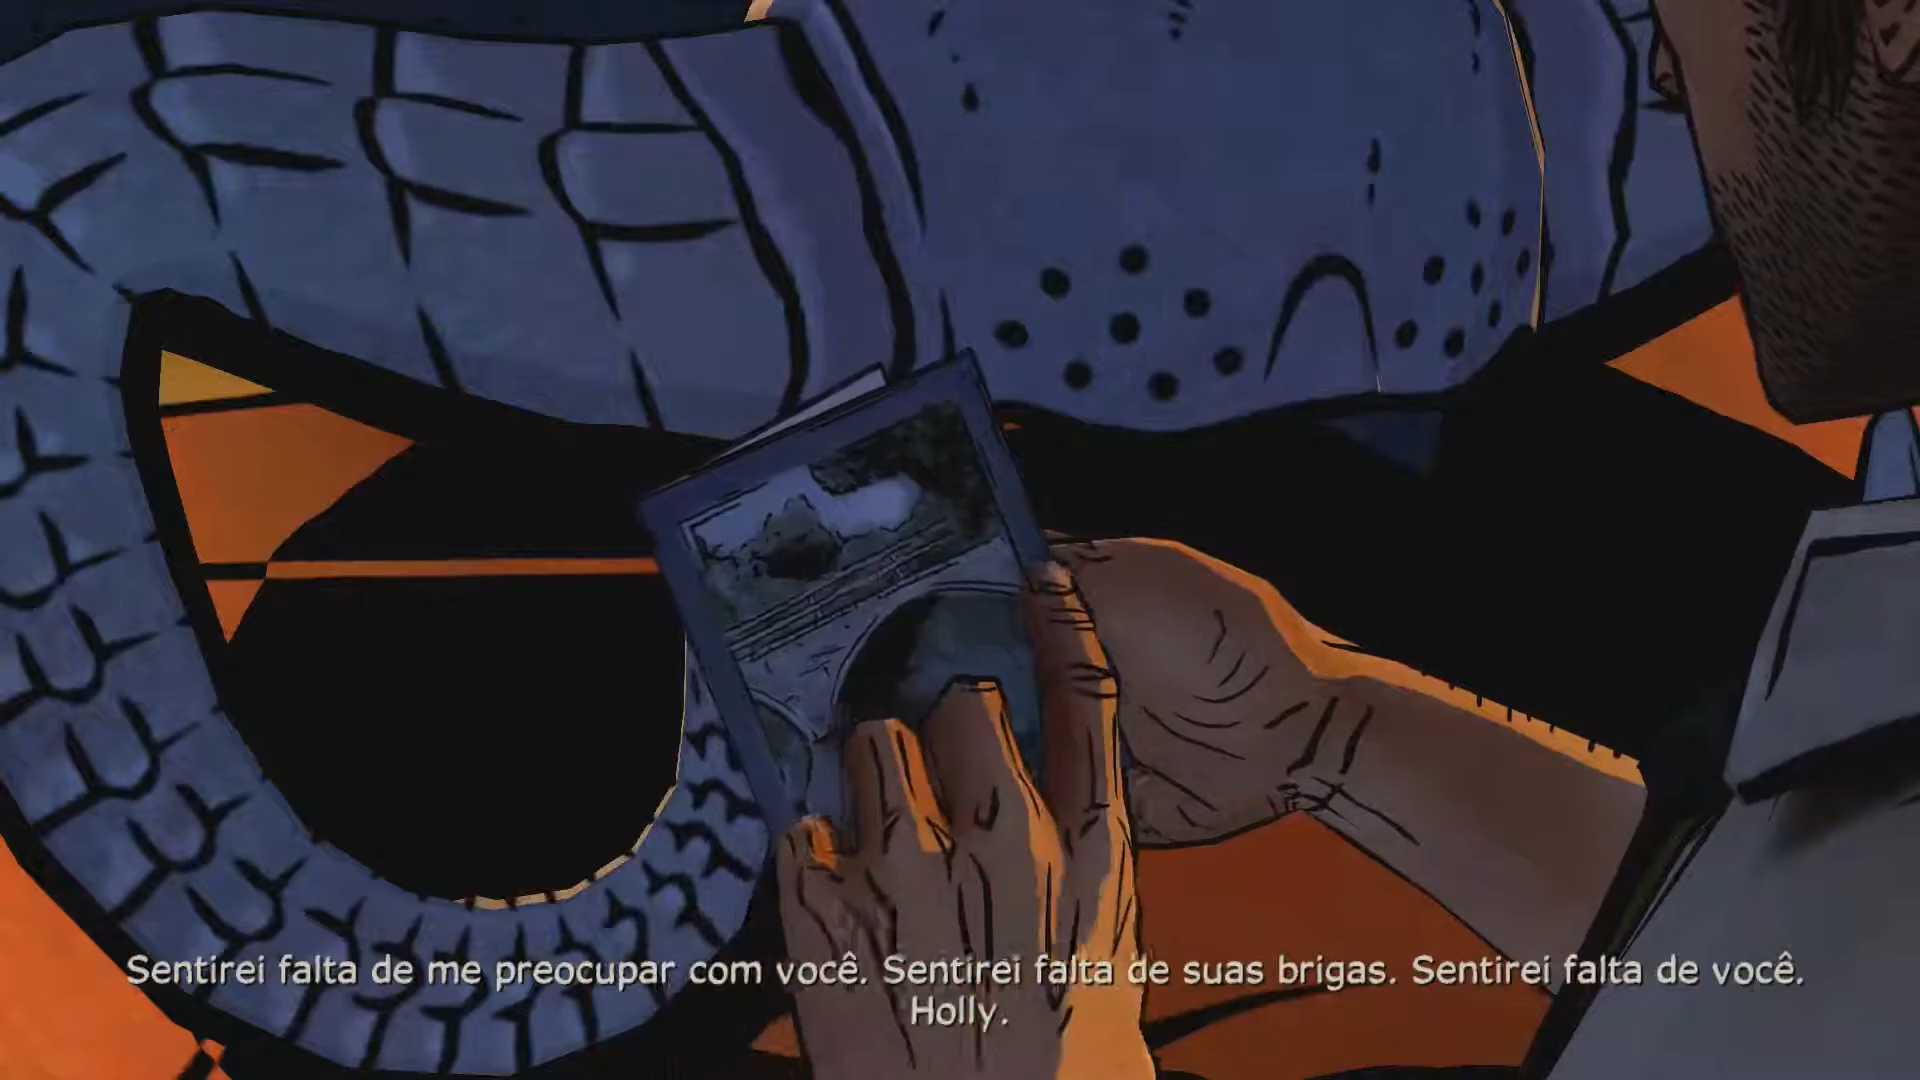 Sentirei falta de me preocupar com você. Sentirei falta de suas brigas. Sentirei falta de você.
Holly.